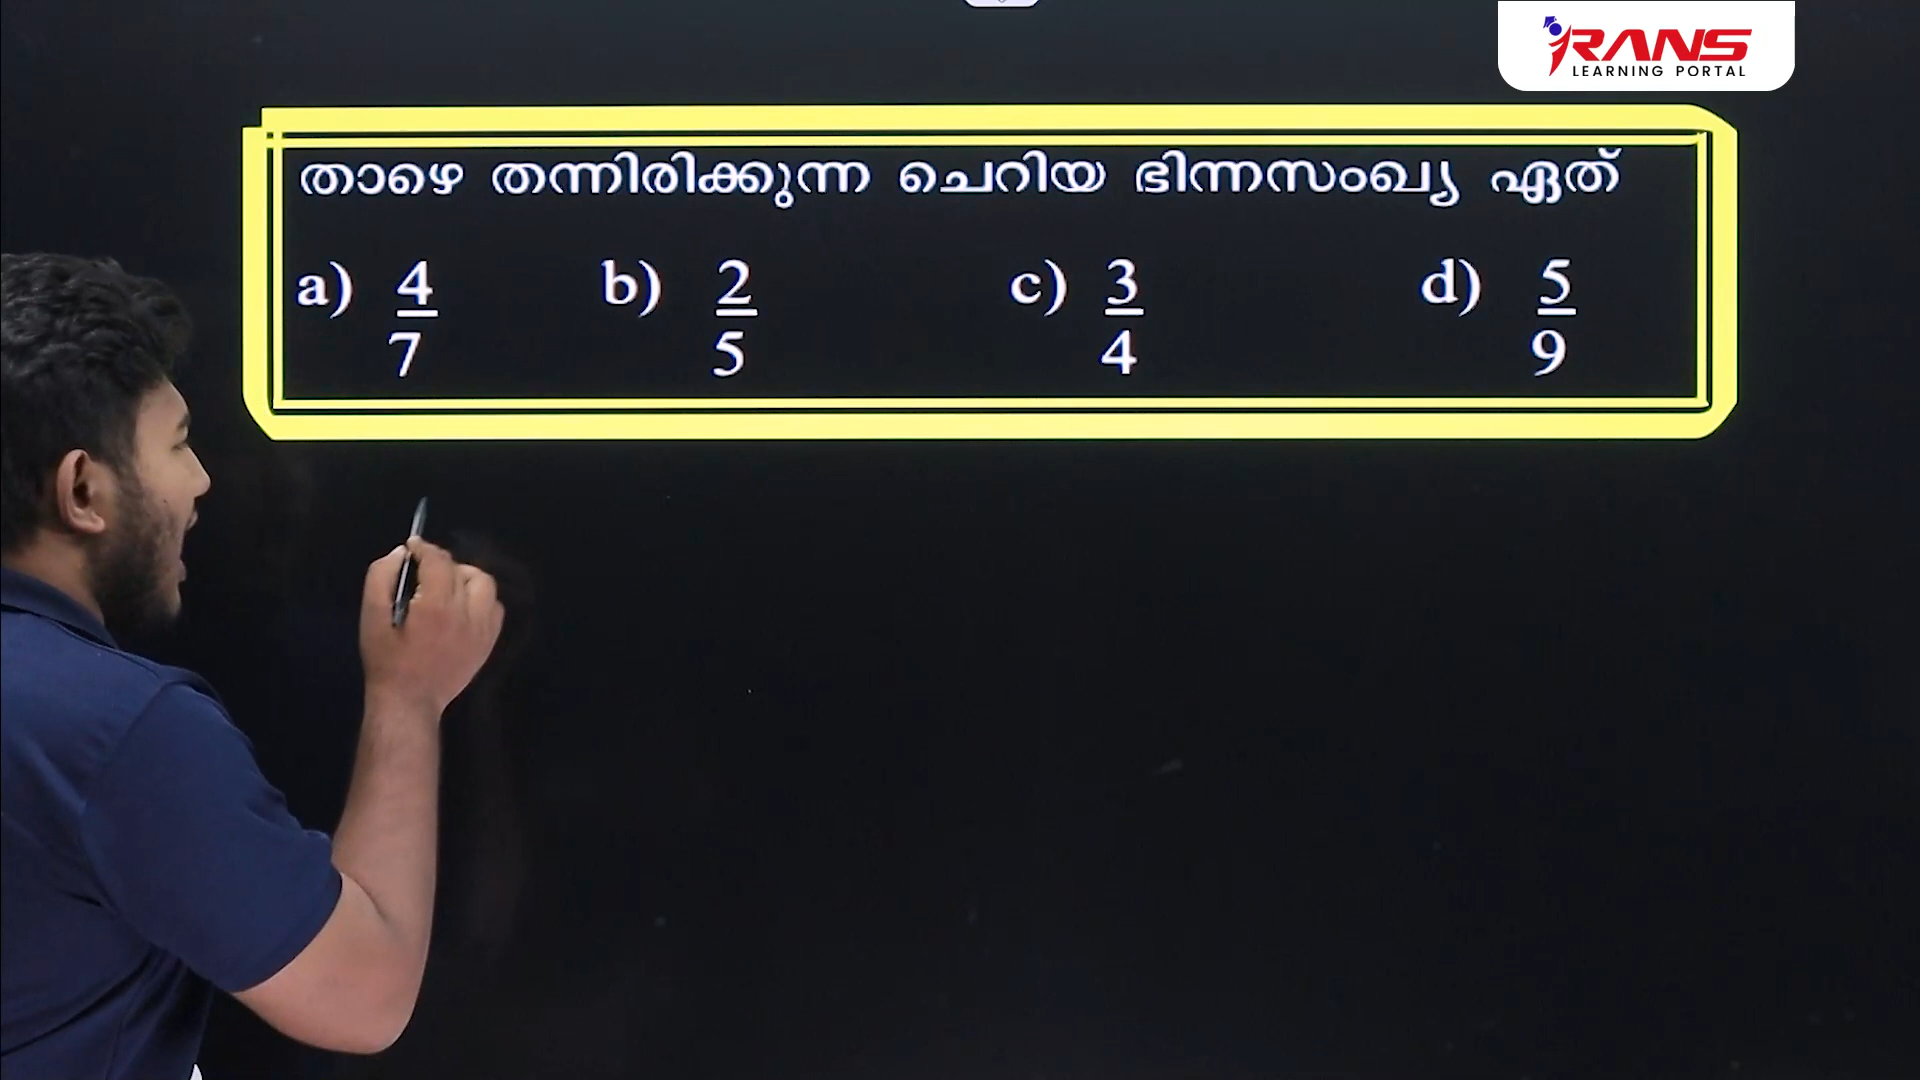 RANS
LEARNING PORTAL
താഴെ തന്നിരിക്കുന്ന ചെറിയ ഭിന്നസംഖ്യ ഏത്
a) 4/7 b) 2/5 c) 3/4 d) 5/9